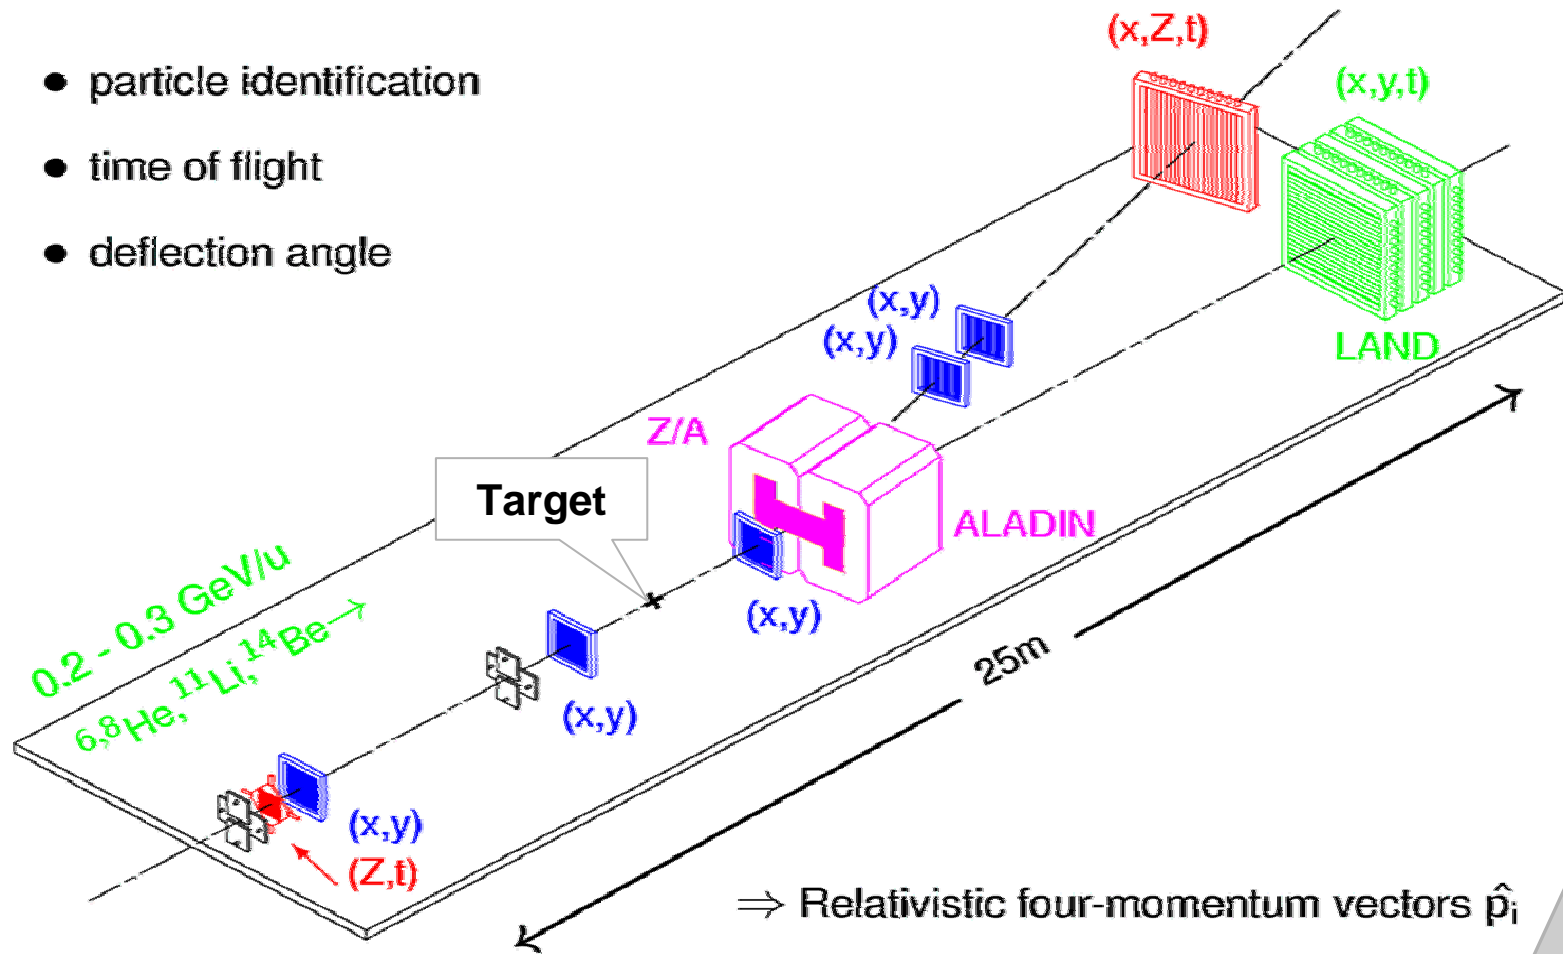 • particle identification
• time of flight
• deflection angle
(x,Z,t)
(x,y,t)
(x,y)
(x,y)
LAND
Z/A
Target
ALADIN
0.2 - 0.3 GeV/u
⁶,⁸He,¹¹Li,¹⁴Be→
(x,y)
(x,y)
25m
(x,y)
(Z,t)
⇒ Relativistic four-momentum vectors p̂ᵢ